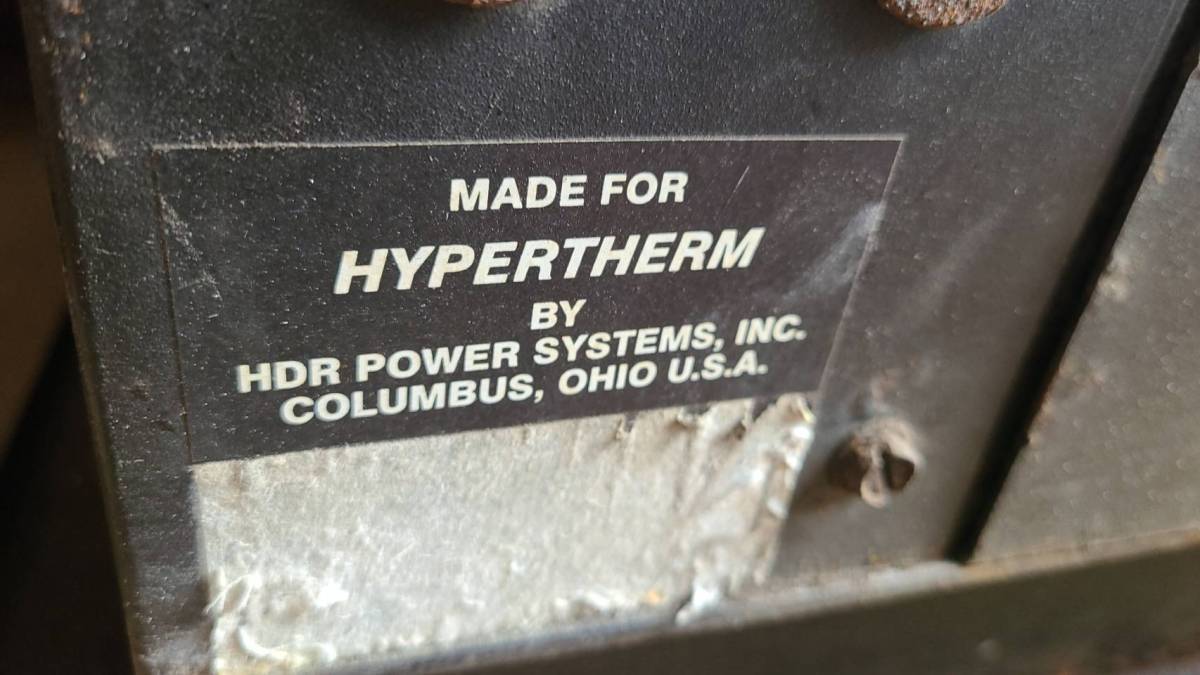 MADE FOR
HYPERTHERM
BY
HDR POWER SYSTEMS, INC.
COLUMBUS, OHIO U.S.A.